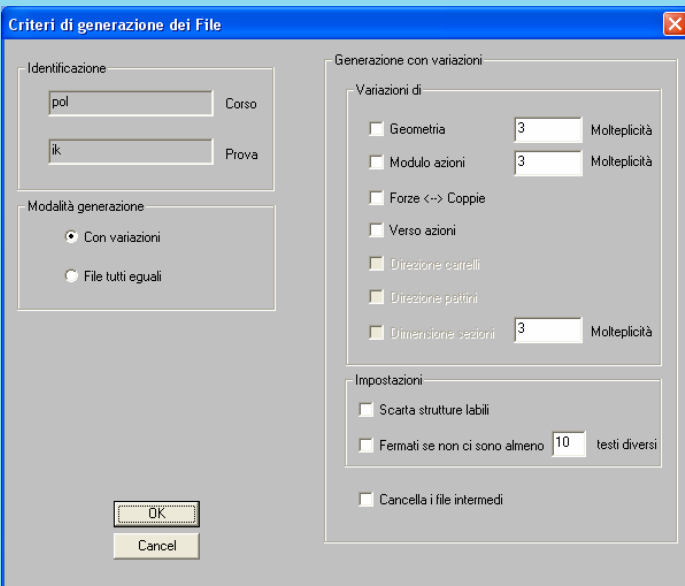 Criteri di generazione dei File
Identificazione
pol Corso
ik Prova
Modalità generazione
Con variazioni
File tutti eguali
OK
Cancel
Generazione con variazioni
Variazioni di
Geometria 3 Molteplicità
Modulo azioni 3 Molteplicità
Forze <--> Coppie
Verso azioni
Direzione carrelli
Direzione pattini
Dimensione sezioni 3 Molteplicità
Impostazioni
Scarta strutture labili
Fermati se non ci sono almeno 10 testi diversi
Cancella i file intermedi